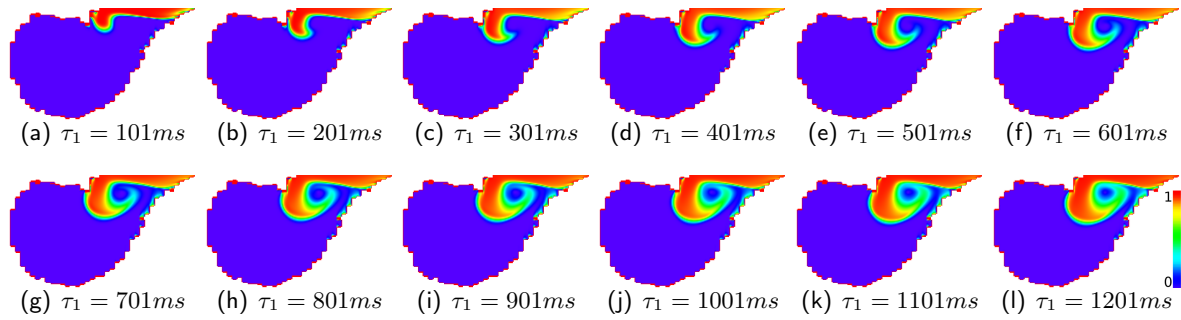 (a) τ₁ = 101ms (b) τ₁ = 201ms (c) τ₁ = 301ms (d) τ₁ = 401ms (e) τ₁ = 501ms (f) τ₁ = 601ms
1
0
(g) τ₁ = 701ms (h) τ₁ = 801ms (i) τ₁ = 901ms (j) τ₁ = 1001ms (k) τ₁ = 1101ms (l) τ₁ = 1201ms